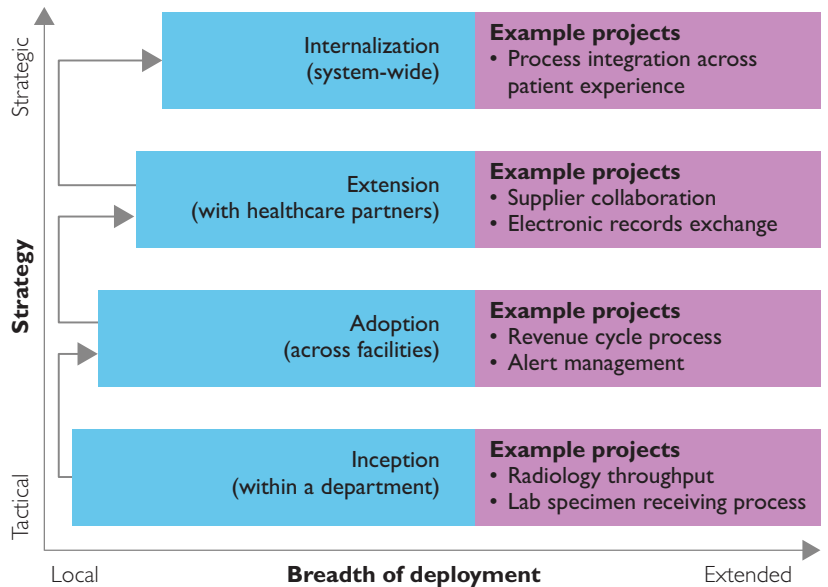 Strategic
Internalization
(system-wide)
Example projects
• Process integration across
patient experience
Extension
(with healthcare partners)
Example projects
• Supplier collaboration
• Electronic records exchange
Strategy
Adoption
(across facilities)
Example projects
• Revenue cycle process
• Alert management
Inception
(within a department)
Example projects
• Radiology throughput
• Lab specimen receiving process
Tactical
Local
Breadth of deployment
Extended